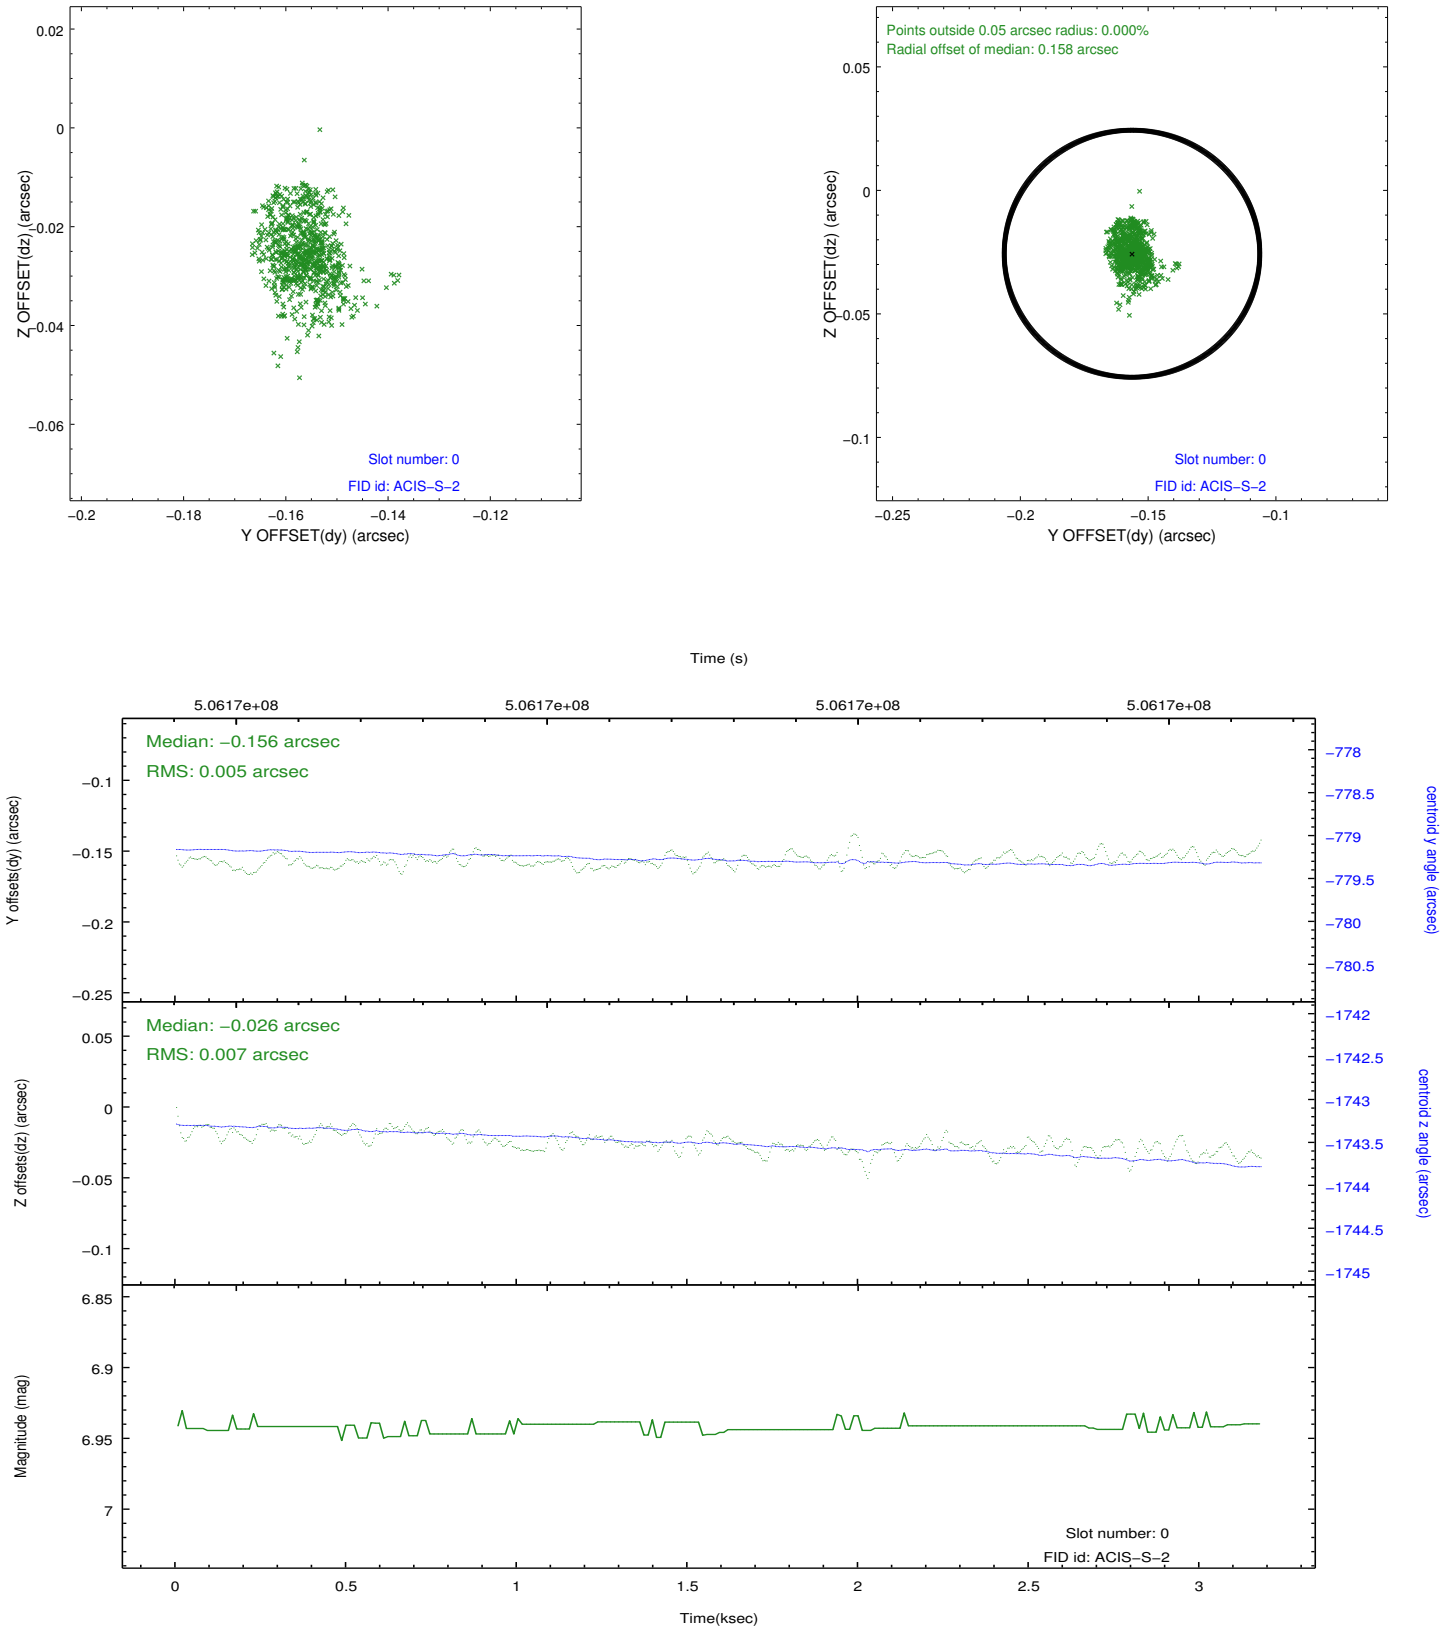 0.02
0
−0.02
−0.04
−0.06
Z OFFSET(dz) (arcsec)
Slot number: 0
FID id: ACIS−S−2
−0.2 −0.18 −0.16 −0.14 −0.12
Y OFFSET(dy) (arcsec)
Points outside 0.05 arcsec radius: 0.000%
Radial offset of median: 0.158 arcsec
0.05
0
−0.05
−0.1
Z OFFSET(dz) (arcsec)
Slot number: 0
FID id: ACIS−S−2
−0.25 −0.2 −0.15 −0.1
Y OFFSET(dy) (arcsec)
Time (s)
5.0617e+08 5.0617e+08 5.0617e+08 5.0617e+08
Median: −0.156 arcsec
RMS: 0.005 arcsec
−0.1
−0.15
−0.2
−0.25
Y offsets(dy) (arcsec)
−778
−778.5
−779
−779.5
−780
−780.5
centroid y angle (arcsec)
Median: −0.026 arcsec
RMS: 0.007 arcsec
0.05
0
−0.05
−0.1
Z offsets(dz) (arcsec)
−1742
−1742.5
−1743
−1743.5
−1744
−1744.5
−1745
centroid z angle (arcsec)
6.85
6.9
6.95
7
Magnitude (mag)
Slot number: 0
FID id: ACIS−S−2
0 0.5 1 1.5 2 2.5 3
Time(ksec)